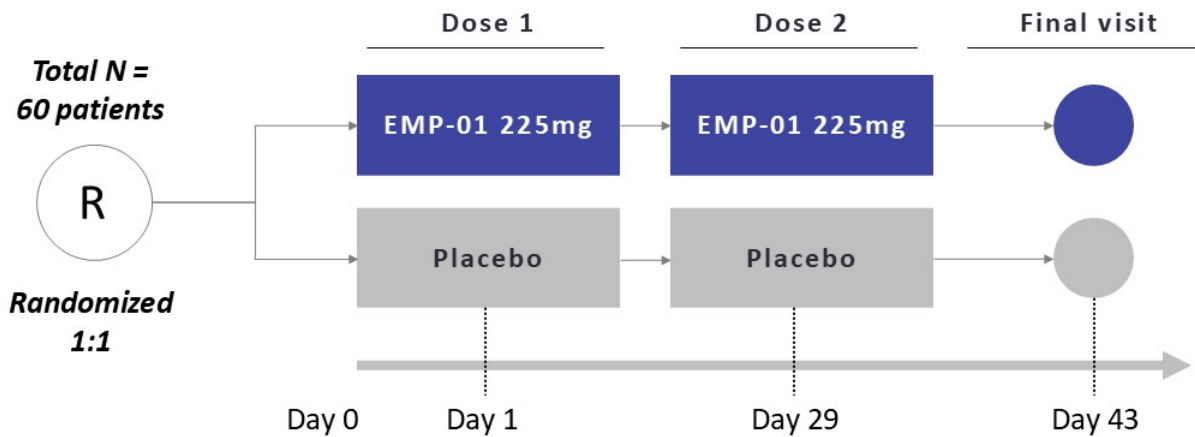 Dose 1
Dose 2
Final visit
Total N =
60 patients
R
Randomized
1:1
EMP-01 225mg
EMP-01 225mg
Placebo
Placebo
Day 0
Day 1
Day 29
Day 43